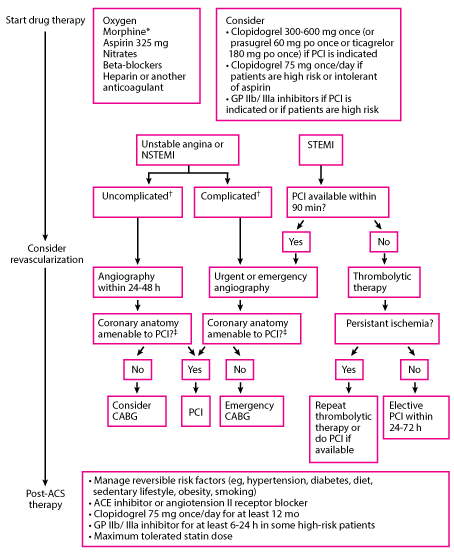 Start drug therapy
Oxygen
Morphine*
Aspirin 325 mg
Nitrates
Beta-blockers
Heparin or another
anticoagulant
Consider
• Clopidogrel 300-600 mg once (or
prasugrel 60 mg po once or ticagrelor
180 mg po once) if PCI is indicated
• Clopidogrel 75 mg once/day if
patients are high risk or intolerant
of aspirin
• GP IIb/ IIIa inhibitors if PCI is
indicated or if patients are high risk
Unstable angina or
NSTEMI
STEMI
Uncomplicated†
Complicated†
PCI available within
90 min?
Yes
No
Consider
revascularization
Angiography
within 24-48 h
Urgent or emergency
angiography
Thrombolytic
therapy
Coronary anatomy
amenable to PCI?‡
Coronary anatomy
amenable to PCI?‡
Persistant ischemia?
No
Yes
No
Yes
No
Consider
CABG
PCI
Emergency
CABG
Repeat
thrombolytic
therapy or
do PCI if
available
Elective
PCI within
24-72 h
Post-ACS
therapy
• Manage reversible risk factors (eg, hypertension, diabetes, diet,
sedentary lifestyle, obesity, smoking)
• ACE inhibitor or angiotension II receptor blocker
• Clopidogrel 75 mg once/day for at least 12 mo
• GP IIb/ IIIa inhibitor for at least 6-24 h in some high-risk patients
• Maximum tolerated statin dose